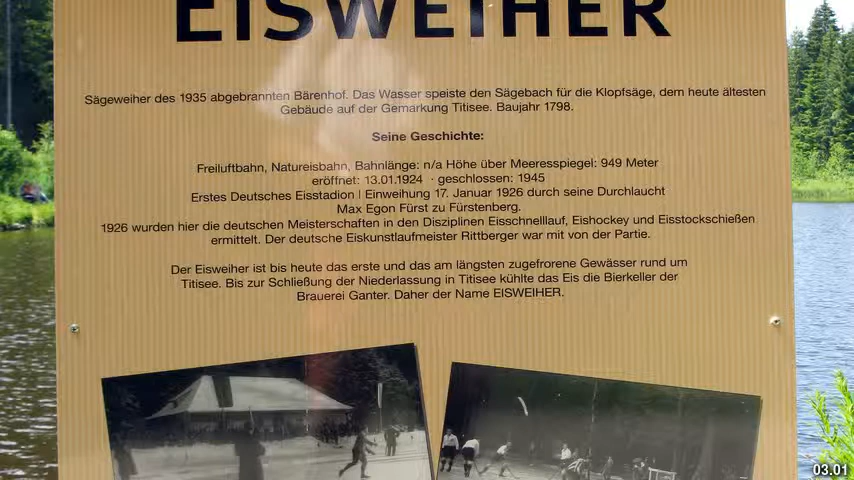 EISWEIHER
Sägeweiher des 1935 abgebrannten Bärenhof. Das Wasser speiste den Sägebach für die Klopfsäge, dem heute ältesten
Gebäude auf der Gemarkung Titisee. Baujahr 1798.
Seine Geschichte:
Freiluftbahn, Natureisbahn, Bahnlänge: n/a Höhe über Meeresspiegel: 949 Meter
eröffnet: 13.01.1924 · geschlossen: 1945
Erstes Deutsches Eisstadion | Einweihung 17. Januar 1926 durch seine Durchlaucht
Max Egon Fürst zu Fürstenberg.
1926 wurden hier die deutschen Meisterschaften in den Disziplinen Eisschnelllauf, Eishockey und Eisstockschießen
ermittelt. Der deutsche Eiskunstlaufmeister Rittberger war mit von der Partie.
Der Eisweiher ist bis heute das erste und das am längsten zugefrorene Gewässer rund um
Titisee. Bis zur Schließung der Niederlassung in Titisee kühlte das Eis die Bierkeller der
Brauerei Ganter. Daher der Name EISWEIHER.
03.01